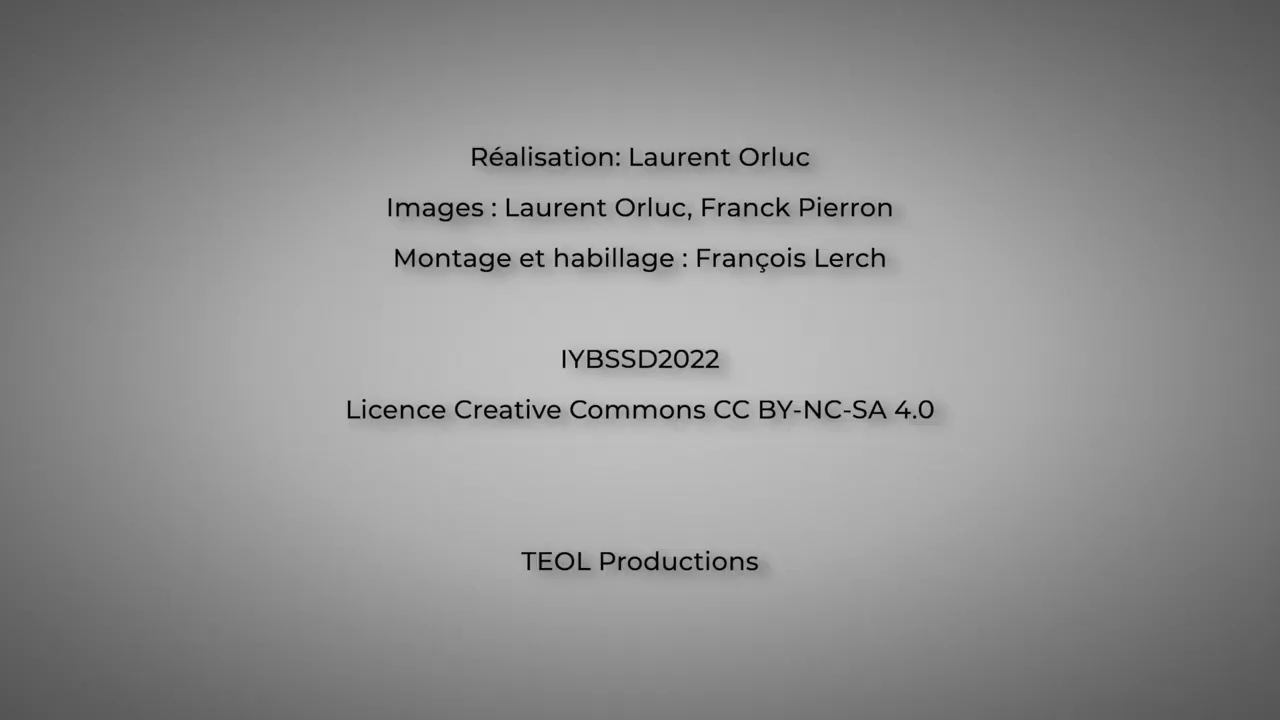 Réalisation: Laurent Orluc
Images : Laurent Orluc, Franck Pierron
Montage et habillage : François Lerch
IYBSSD2022
Licence Creative Commons CC BY-NC-SA 4.0
TEOL Productions